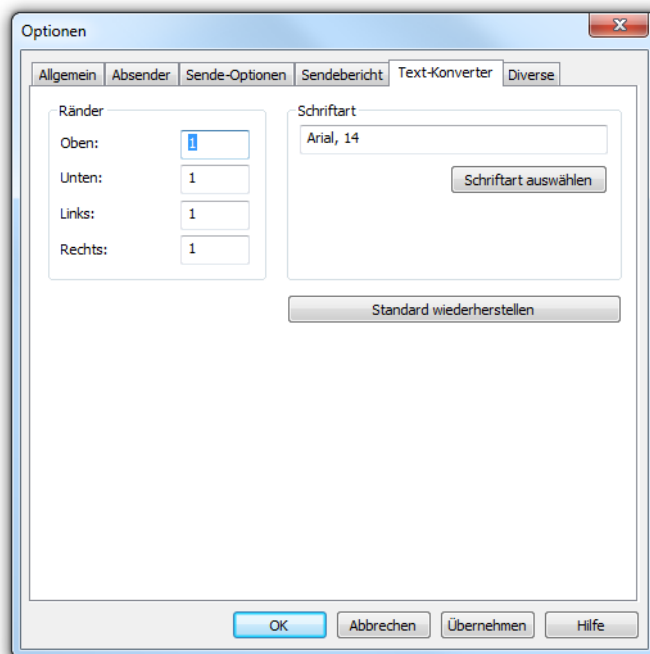 Optionen
Allgemein Absender Sende-Optionen Sendebericht Text-Konverter Diverse
Ränder
Oben: 1
Unten: 1
Links: 1
Rechts: 1
Schriftart
Arial, 14
Schriftart auswählen
Standard wiederherstellen
OK Abbrechen Übernehmen Hilfe